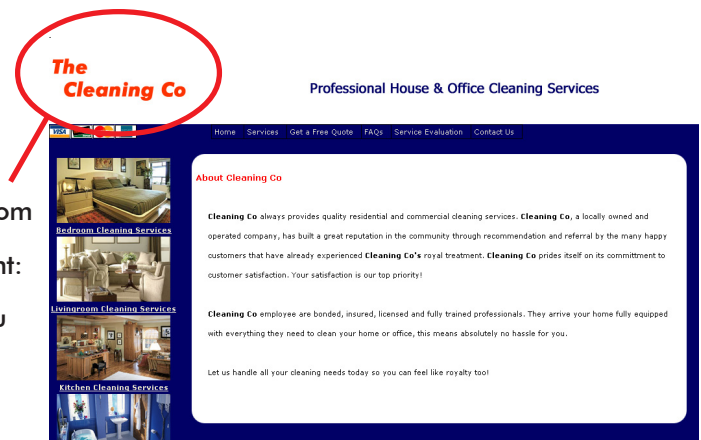 The
Cleaning Co
Professional House & Office Cleaning Services
VISA
Home Services Get a Free Quote FAQs Service Evaluation Contact Us
About Cleaning Co
Cleaning Co always provides quality residential and commercial cleaning services. Cleaning Co, a locally owned and
operated company, has built a great reputation in the community through recommendation and referral by the many happy
customers that have already experienced Cleaning Co's royal treatment. Cleaning Co prides itself on its committment to
customer satisfaction. Your satisfaction is our top priority!
Cleaning Co employee are bonded, insured, licensed and fully trained professionals. They arrive your home fully equipped
with everything they need to clean your home or office, this means absolutely no hassle for you.
Let us handle all your cleaning needs today so you can feel like royalty too!
Bedroom Cleaning Services
Livingroom Cleaning Services
Kitchen Cleaning Services
om
nt:
u